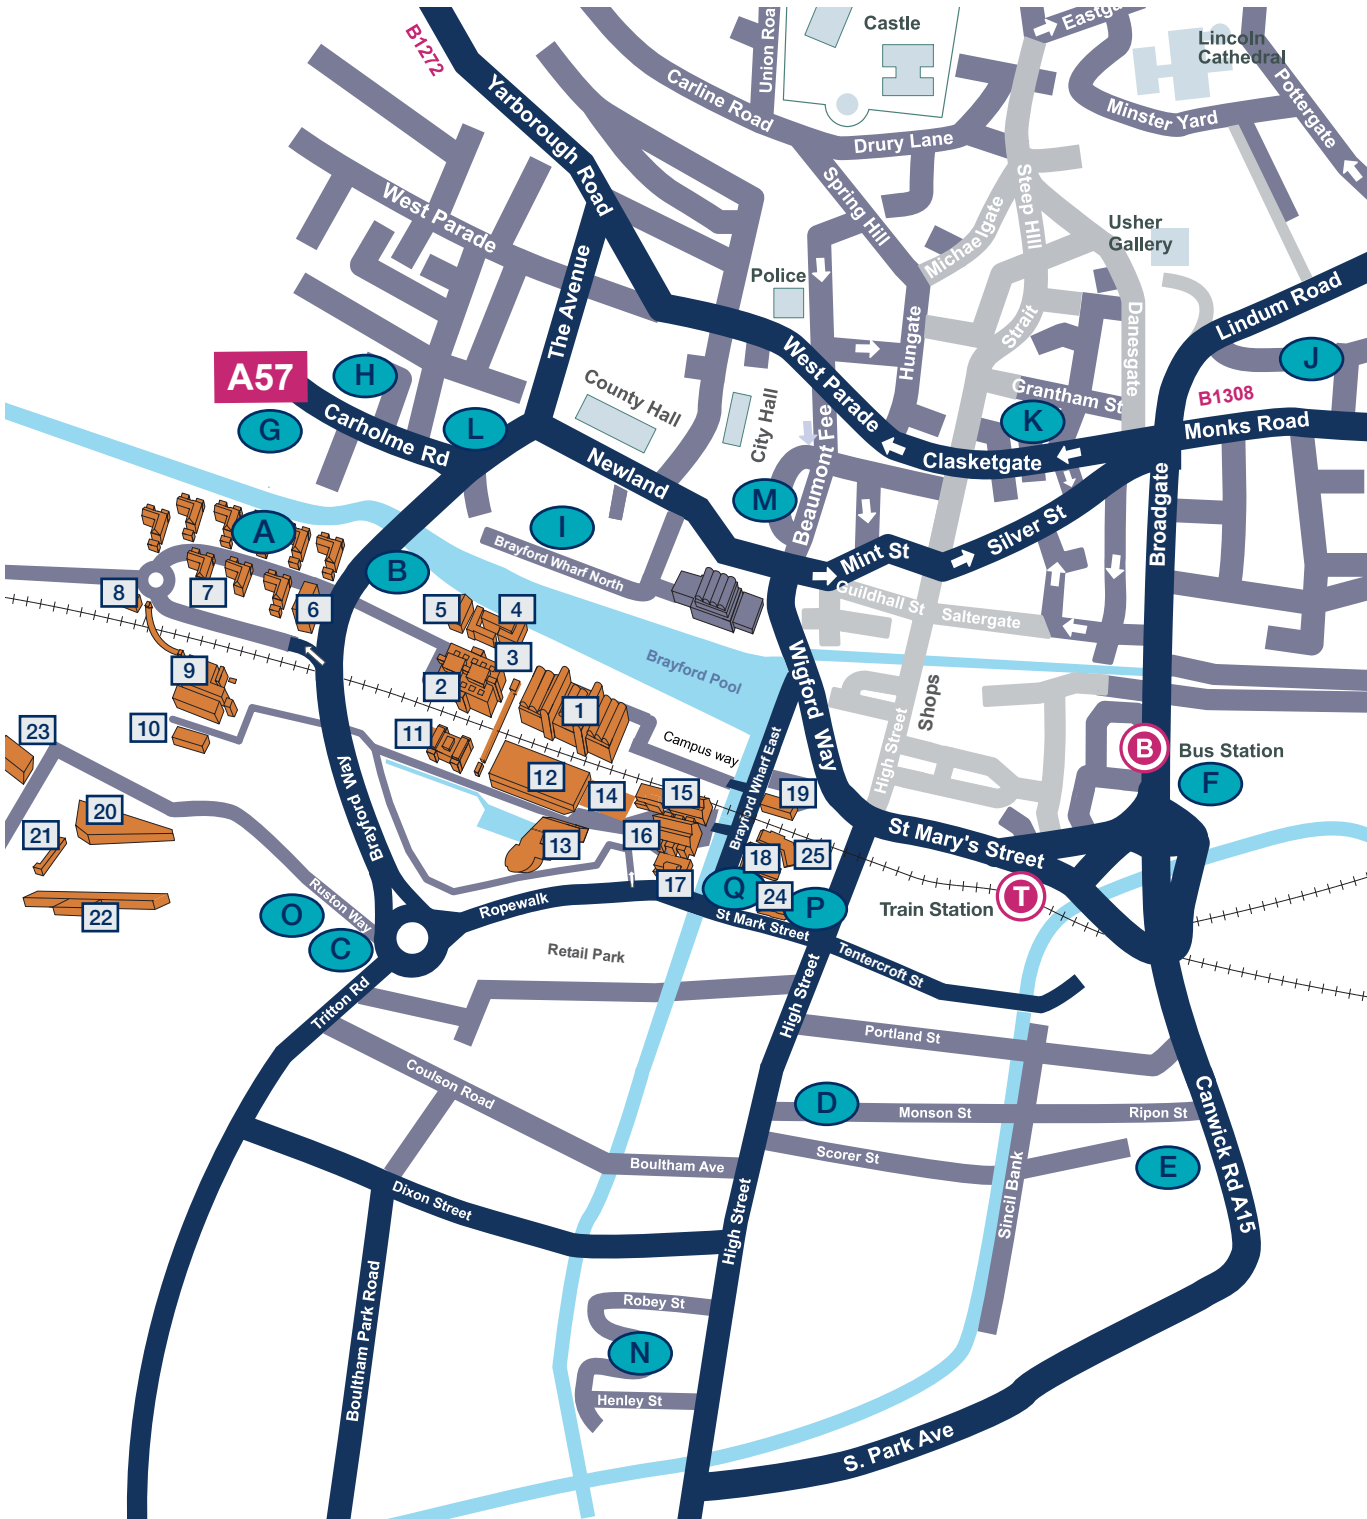 Castle
Eastga
Lincoln
Cathedral
B1272
Union Roa
Carline Road
Yarborough Road
Drury Lane
Minster Yard
Pottergate
West Parade
Spring Hill
Steep HIll
Michaelgate
Usher
Gallery
The Avenue
Police
Hungate
Strait
Danesgate
Lindum Road
A57
H
County Hall
City Hall
West Parade
Grantham St
J
B1308
Carholme Rd
G
L
K
Monks Road
Newland
Beaumont Fee
Clasketgate
M
Broadgate
A
I
Brayford Wharf North
Mint St
Silver St
B
7
8
6
5
4
Guildhall St
Saltergate
3
2
9
Brayford Pool
Wigford Way
Shops
High Street
1
10
11
23
Campus way
Brayford Wharf East
B
Bus Station
F
12
14
15
19
20
21
13
16
18
25
St Mary's Street
Brayford Way
22
17
Q
24
P
T
Train Station
O
Ruston Way
C
Ropewalk
St Mark Street
Retail Park
Tentercroft St
High Street
Tritton Rd
Portland St
Coulson Road
D
Monson St
Ripon St
Canwick Rd A15
Scorer St
Boultham Ave
E
Sincil Bank
Dixon Street
High Street
Boultham Park Road
Robey St
N
Henley St
S. Park Ave